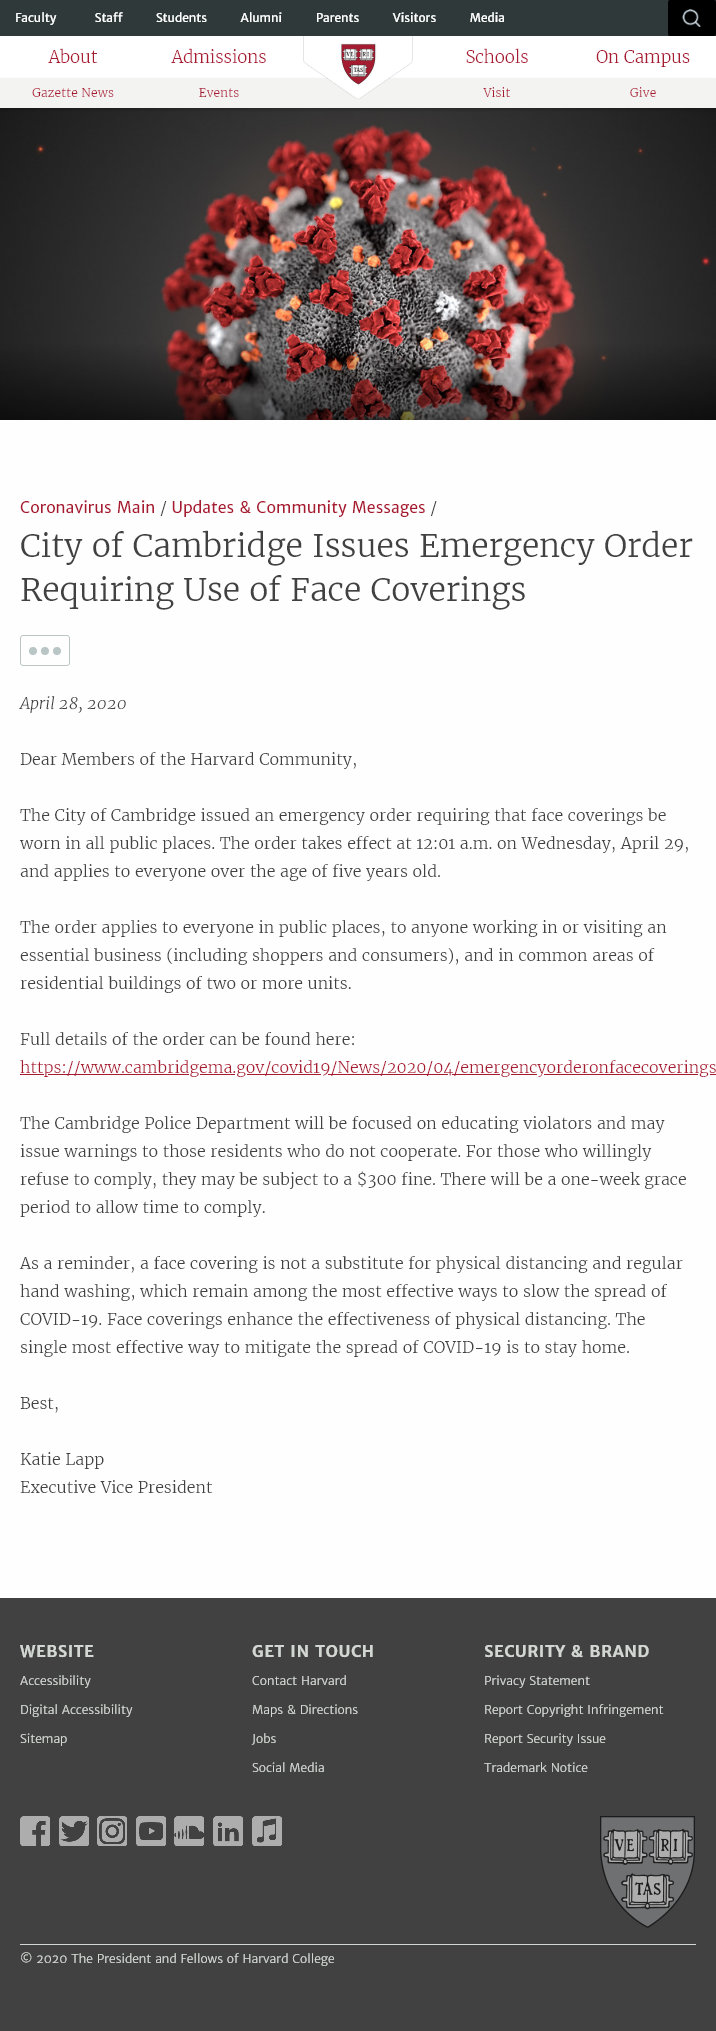 Faculty Staff Students Alumni Parents Visitors Media
About Admissions Schools On Campus
VE RI
TAS
Gazette News Events Visit Give
Coronavirus Main / Updates & Community Messages /
City of Cambridge Issues Emergency Order
Requiring Use of Face Coverings
April 28, 2020
Dear Members of the Harvard Community,
The City of Cambridge issued an emergency order requiring that face coverings be
worn in all public places. The order takes effect at 12:01 a.m. on Wednesday, April 29,
and applies to everyone over the age of five years old.
The order applies to everyone in public places, to anyone working in or visiting an
essential business (including shoppers and consumers), and in common areas of
residential buildings of two or more units.
Full details of the order can be found here:
https://www.cambridgema.gov/covid19/News/2020/04/emergencyorderonfacecoverings
The Cambridge Police Department will be focused on educating violators and may
issue warnings to those residents who do not cooperate. For those who willingly
refuse to comply, they may be subject to a $300 fine. There will be a one-week grace
period to allow time to comply.
As a reminder, a face covering is not a substitute for physical distancing and regular
hand washing, which remain among the most effective ways to slow the spread of
COVID-19. Face coverings enhance the effectiveness of physical distancing. The
single most effective way to mitigate the spread of COVID-19 is to stay home.
Best,
Katie Lapp
Executive Vice President
WEBSITE
Accessibility
Digital Accessibility
Sitemap
GET IN TOUCH
Contact Harvard
Maps & Directions
Jobs
Social Media
SECURITY & BRAND
Privacy Statement
Report Copyright Infringement
Report Security Issue
Trademark Notice
VE RI
TAS
© 2020 The President and Fellows of Harvard College